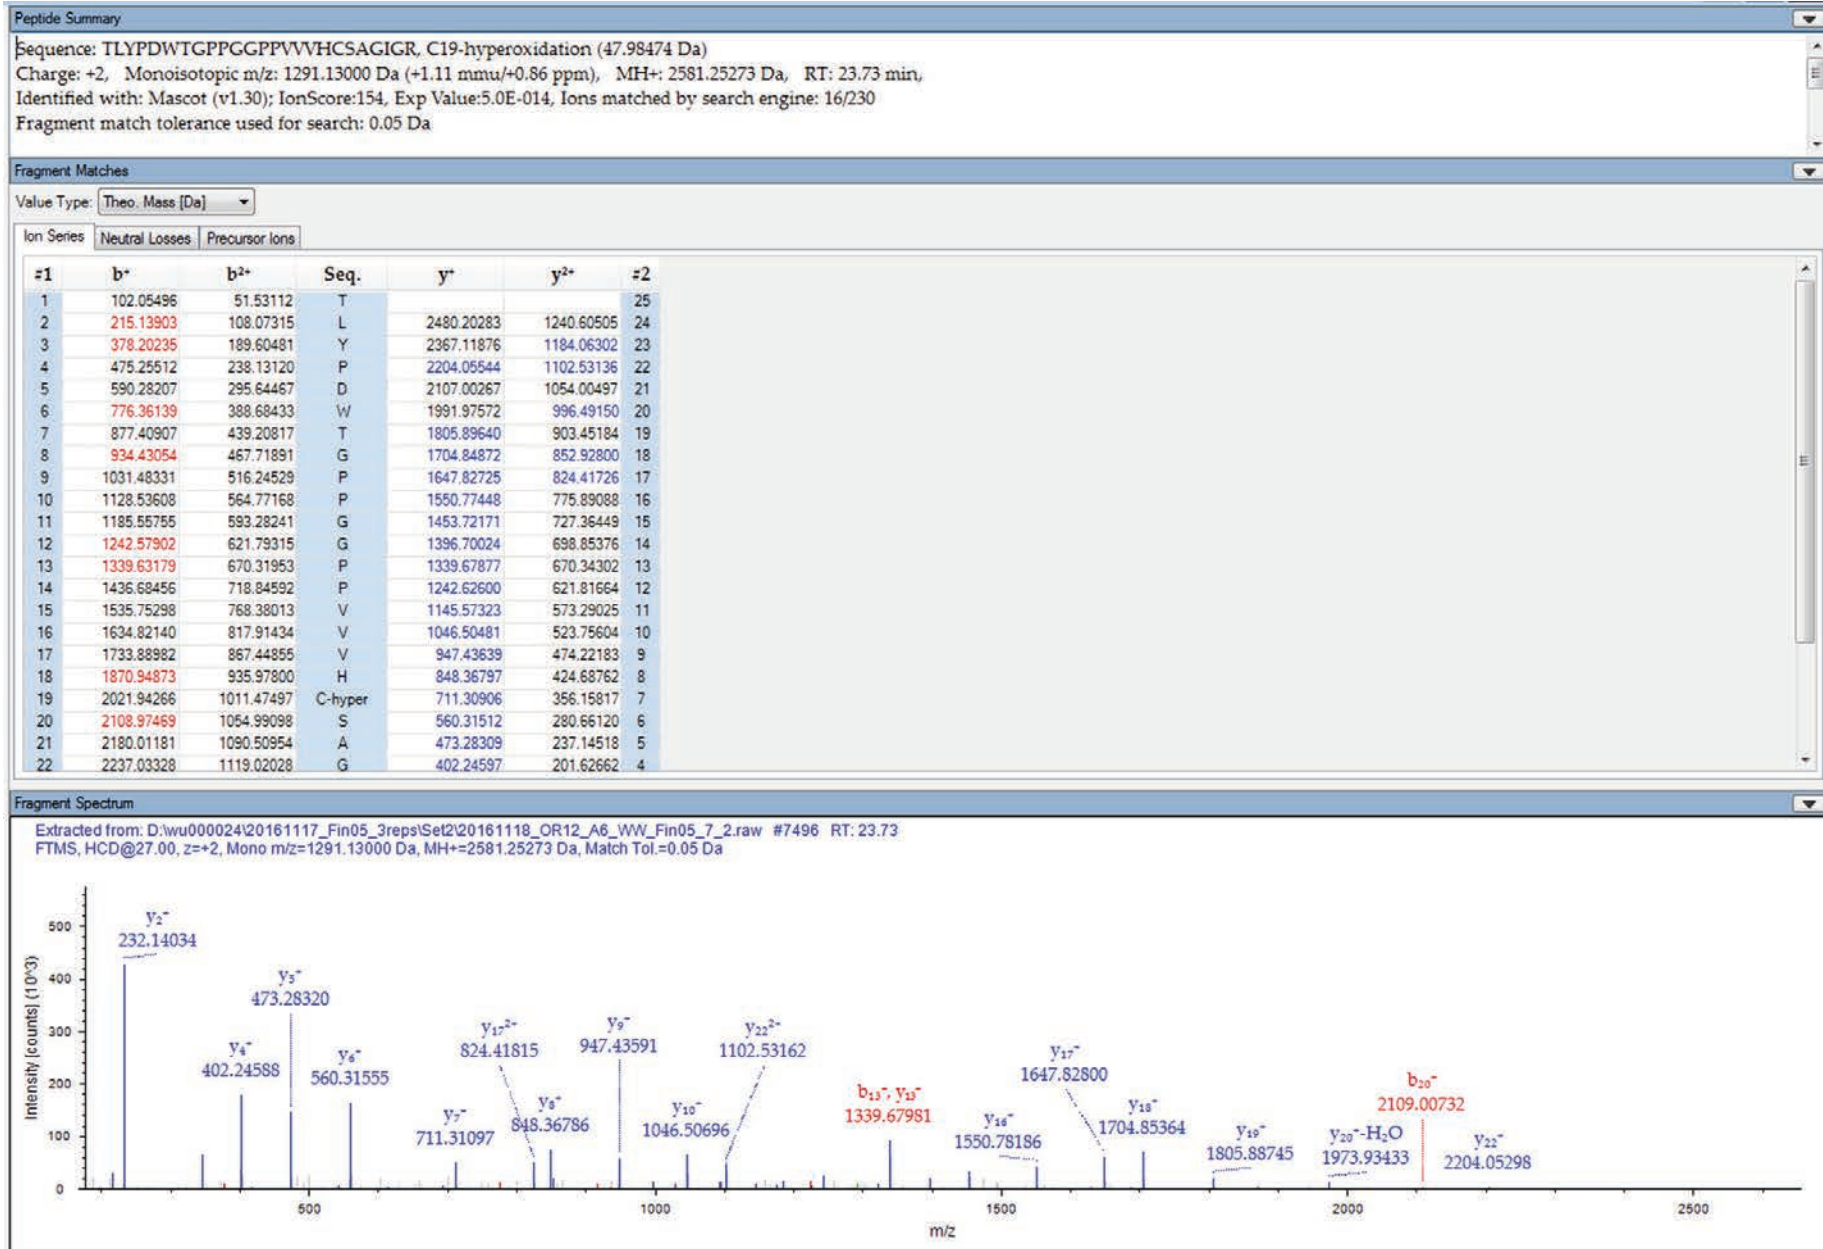 Peptide Summary
Sequence: TLYPDWTGPPGGPPVVVHCSAGIGR, C19-hyperoxidation (47.98474 Da)
Charge: +2, Monoisotopic m/z: 1291.13000 Da (+1.11 mmu/+0.86 ppm), MH+: 2581.25273 Da, RT: 23.73 min,
Identified with: Mascot (v1.30); IonScore:154, Exp Value:5.0E-014, Ions matched by search engine: 16/230
Fragment match tolerance used for search: 0.05 Da
Fragment Matches
Value Type: Theo. Mass [Da]
Ion Series Neutral Losses Precursor Ions
#1 b⁺ b²⁺ Seq. y⁺ y²⁺ #2
1 102.05496 51.53112 T 25
2 215.13903 108.07315 L 2480.20283 1240.60505 24
3 378.20235 189.60481 Y 2367.11876 1184.06302 23
4 475.25512 238.13120 P 2204.05544 1102.53136 22
5 590.28207 295.64467 D 2107.00267 1054.00497 21
6 776.36139 388.68433 W 1991.97572 996.49150 20
7 877.40907 439.20817 T 1805.89640 903.45184 19
8 934.43054 467.71891 G 1704.84872 852.92800 18
9 1031.48331 516.24529 P 1647.82725 824.41726 17
10 1128.53608 564.77168 P 1550.77448 775.89088 16
11 1185.55755 593.28241 G 1453.72171 727.36449 15
12 1242.57902 621.79315 G 1396.70024 698.85376 14
13 1339.63179 670.31953 P 1339.67877 670.34302 13
14 1436.68456 718.84592 P 1242.62600 621.81664 12
15 1535.75298 768.38013 V 1145.57323 573.29025 11
16 1634.82140 817.91434 V 1046.50481 523.75604 10
17 1733.88982 867.44855 V 947.43639 474.22183 9
18 1870.94873 935.97800 H 848.36797 424.68762 8
19 2021.94266 1011.47497 C-hyper 711.30906 356.15817 7
20 2108.97469 1054.99098 S 560.31512 280.66120 6
21 2180.01181 1090.50954 A 473.28309 237.14518 5
22 2237.03328 1119.02028 G 402.24597 201.62662 4
Fragment Spectrum
Extracted from: D:\wu000024\20161117_Fin05_3reps\Set2\20161118_OR12_A6_WW_Fin05_7_2.raw #7496 RT: 23.73
FTMS, HCD@27.00, z=+2, Mono m/z=1291.13000 Da, MH+=2581.25273 Da, Match Tol.=0.05 Da
Intensity [counts] (10^3)
500
400
300
200
100
0
y₂⁺
232.14034
y₄⁺
402.24588
y₅⁺
473.28320
y₆⁺
560.31555
y₇⁺
711.31097
y₁₇²⁺
824.41815
y₈⁺
848.36786
y₉⁺
947.43591
y₁₀⁺
1046.50696
y₂₂²⁺
1102.53162
b₁₃⁺, y₁₃⁺
1339.67981
y₁₆⁺
1550.78186
y₁₇⁺
1647.82800
y₁₈⁺
1704.85364
y₁₉⁺
1805.88745
y₂₀⁺-H₂O
1973.93433
b₂₀⁺
2109.00732
y₂₂⁺
2204.05298
500 1000 1500 2000 2500
m/z